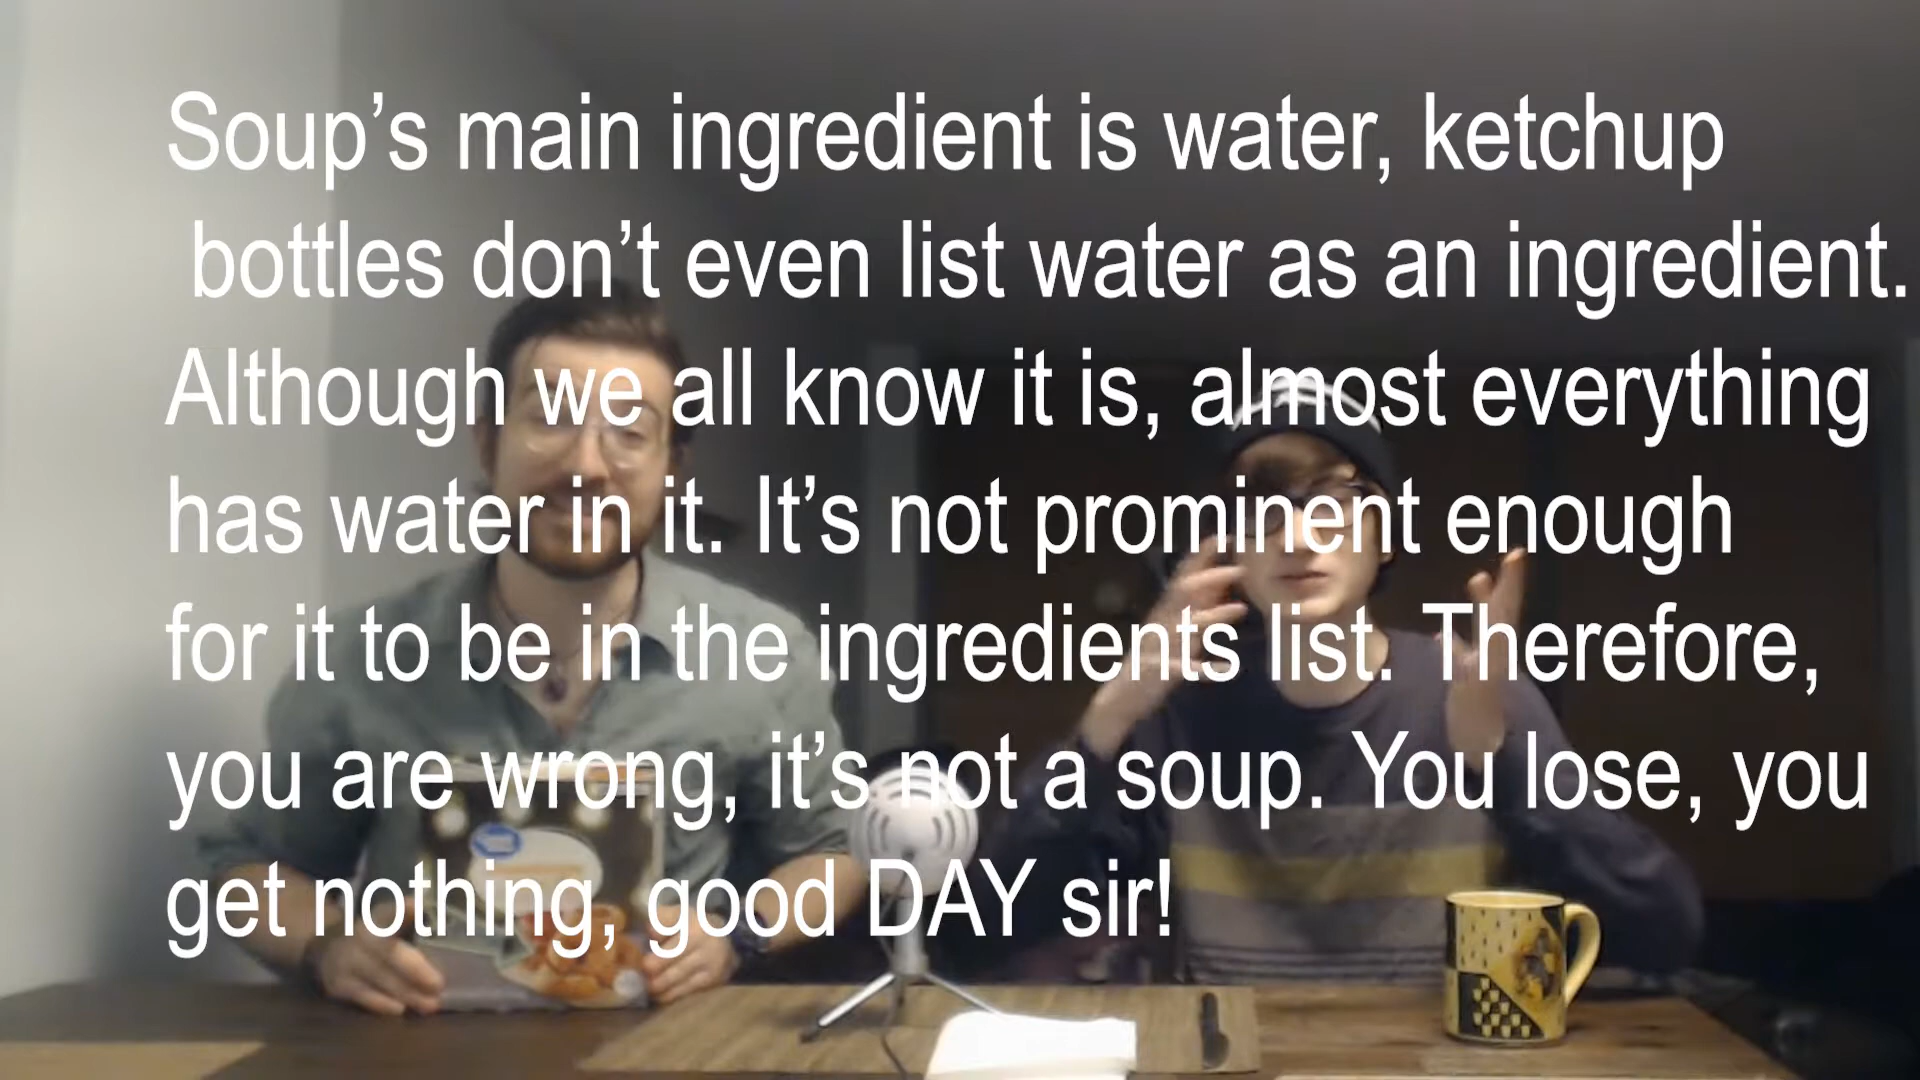 Soup’s main ingredient is water, ketchup
bottles don’t even list water as an ingredient.
Although we all know it is, almost everything
has water in it. It’s not prominent enough
for it to be in the ingredients list. Therefore,
you are wrong, it’s not a soup. You lose, you
get nothing, good DAY sir!